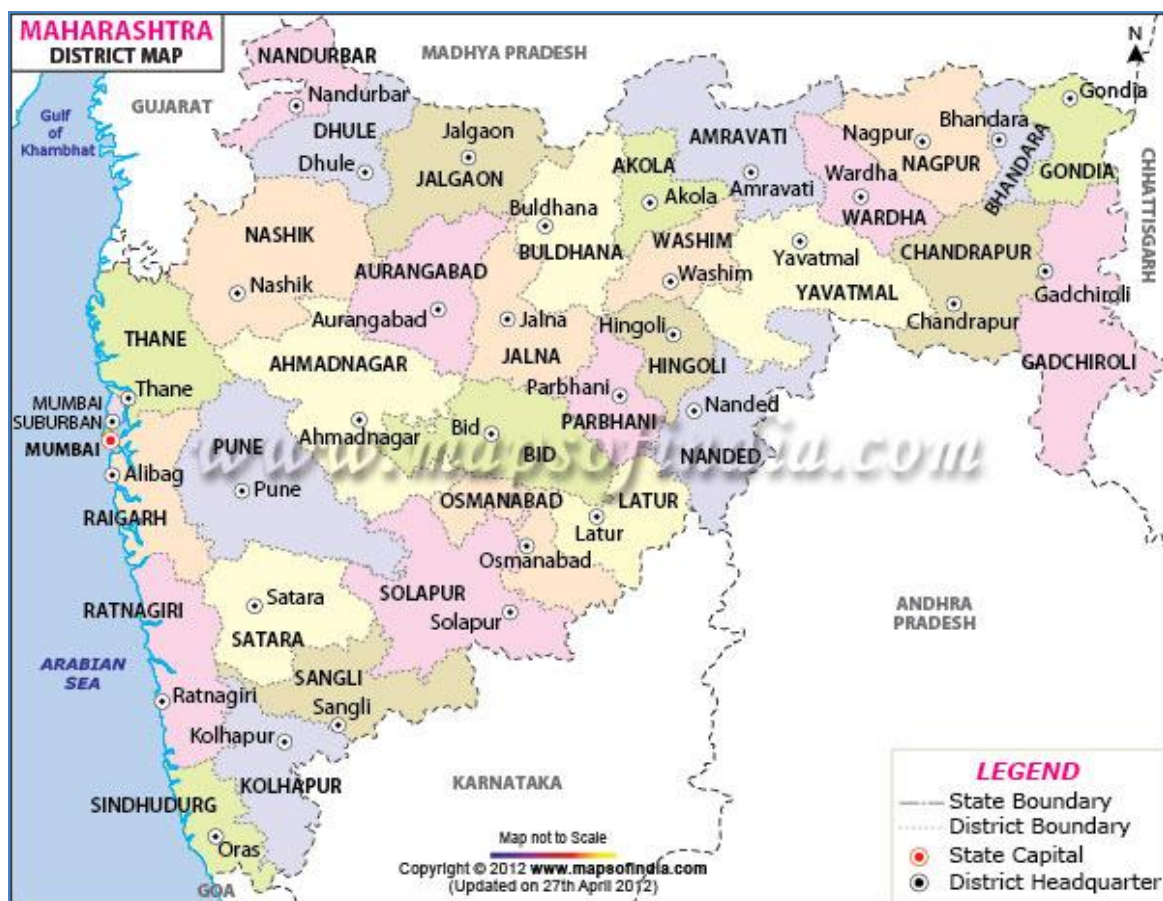 MAHARASHTRA
DISTRICT MAP
N
NANDURBAR
MADHYA PRADESH
GUJARAT
Nandurbar
Gondia
Gulf
of
Khambhat
DHULE
Jalgaon
AMRAVATI
Nagpur
Bhandara
Dhule
JALGAON
AKOLA
Amravati
Wardha
NAGPUR
BHANDARA
GONDIA
CHHATTISGARH
Akola
WARDHA
Buldhana
NASHIK
BULDHANA
WASHIM
Yavatmal
CHANDRAPUR
AURANGABAD
Washim
Nashik
YAVATMAL
Gadchiroli
Aurangabad
Jalna
Hingoli
Chandrapur
THANE
AHMADNAGAR
JALNA
HINGOLI
GADCHIROLI
Thane
Parbhani
Nanded
MUMBAI
SUBURBAN
PARBHANI
MUMBAI
PUNE
Ahmadnagar
Bid
BID
NANDED
www.mapsofindia.com
Alibag
Pune
OSMANABAD
LATUR
RAIGARH
Latur
Osmanabad
RATNAGIRI
Satara
SOLAPUR
Solapur
ANDHRA
PRADESH
SATARA
ARABIAN
SEA
SANGLI
Ratnagiri
Sangli
Kolhapur
KOLHAPUR
KARNATAKA
SINDHUDURG
Oras
GOA
Map not to Scale
Copyright © 2012 www.mapsofindia.com
(Updated on 27th April 2012)
LEGEND
State Boundary
District Boundary
State Capital
District Headquarter